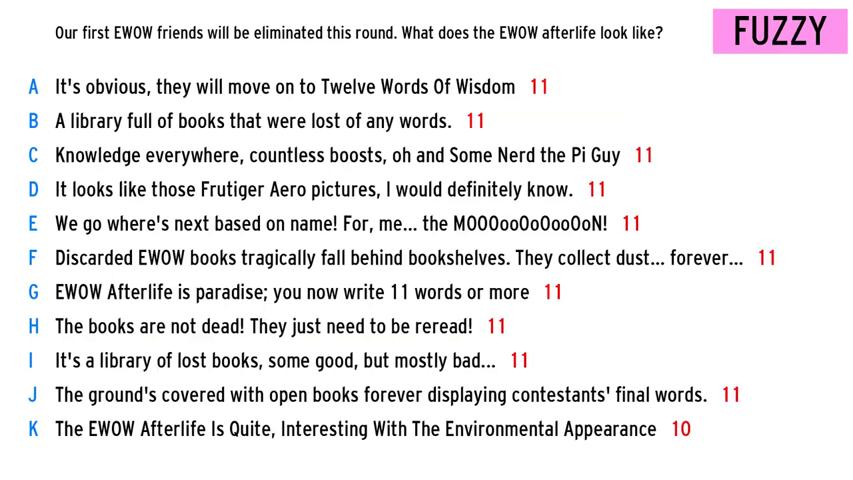 Our first EWOW friends will be eliminated this round. What does the EWOW afterlife look like?
FUZZY
A It's obvious, they will move on to Twelve Words Of Wisdom 11
B A library full of books that were lost of any words. 11
C Knowledge everywhere, countless boosts, oh and Some Nerd the Pi Guy 11
D It looks like those Frutiger Aero pictures, I would definitely know. 11
E We go where's next based on name! For, me... the MOOOooOoOooOoN! 11
F Discarded EWOW books tragically fall behind bookshelves. They collect dust... forever... 11
G EWOW Afterlife is paradise; you now write 11 words or more 11
H The books are not dead! They just need to be reread! 11
I It's a library of lost books, some good, but mostly bad... 11
J The ground's covered with open books forever displaying contestants' final words. 11
K The EWOW Afterlife Is Quite, Interesting With The Environmental Appearance 10